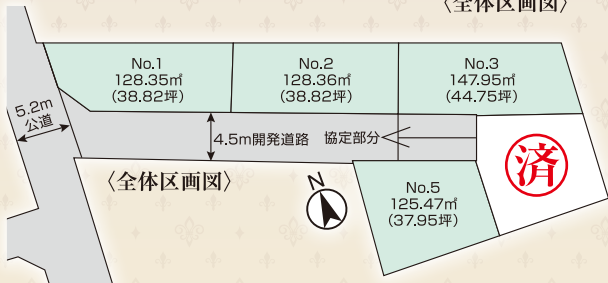 〈全体区画図〉
No.1
128.35㎡
(38.82坪)
No.2
128.36㎡
(38.82坪)
No.3
147.95㎡
(44.75坪)
5.2m
公道
4.5m開発道路
協定部分
済
〈全体区画図〉
N
No.5
125.47㎡
(37.95坪)